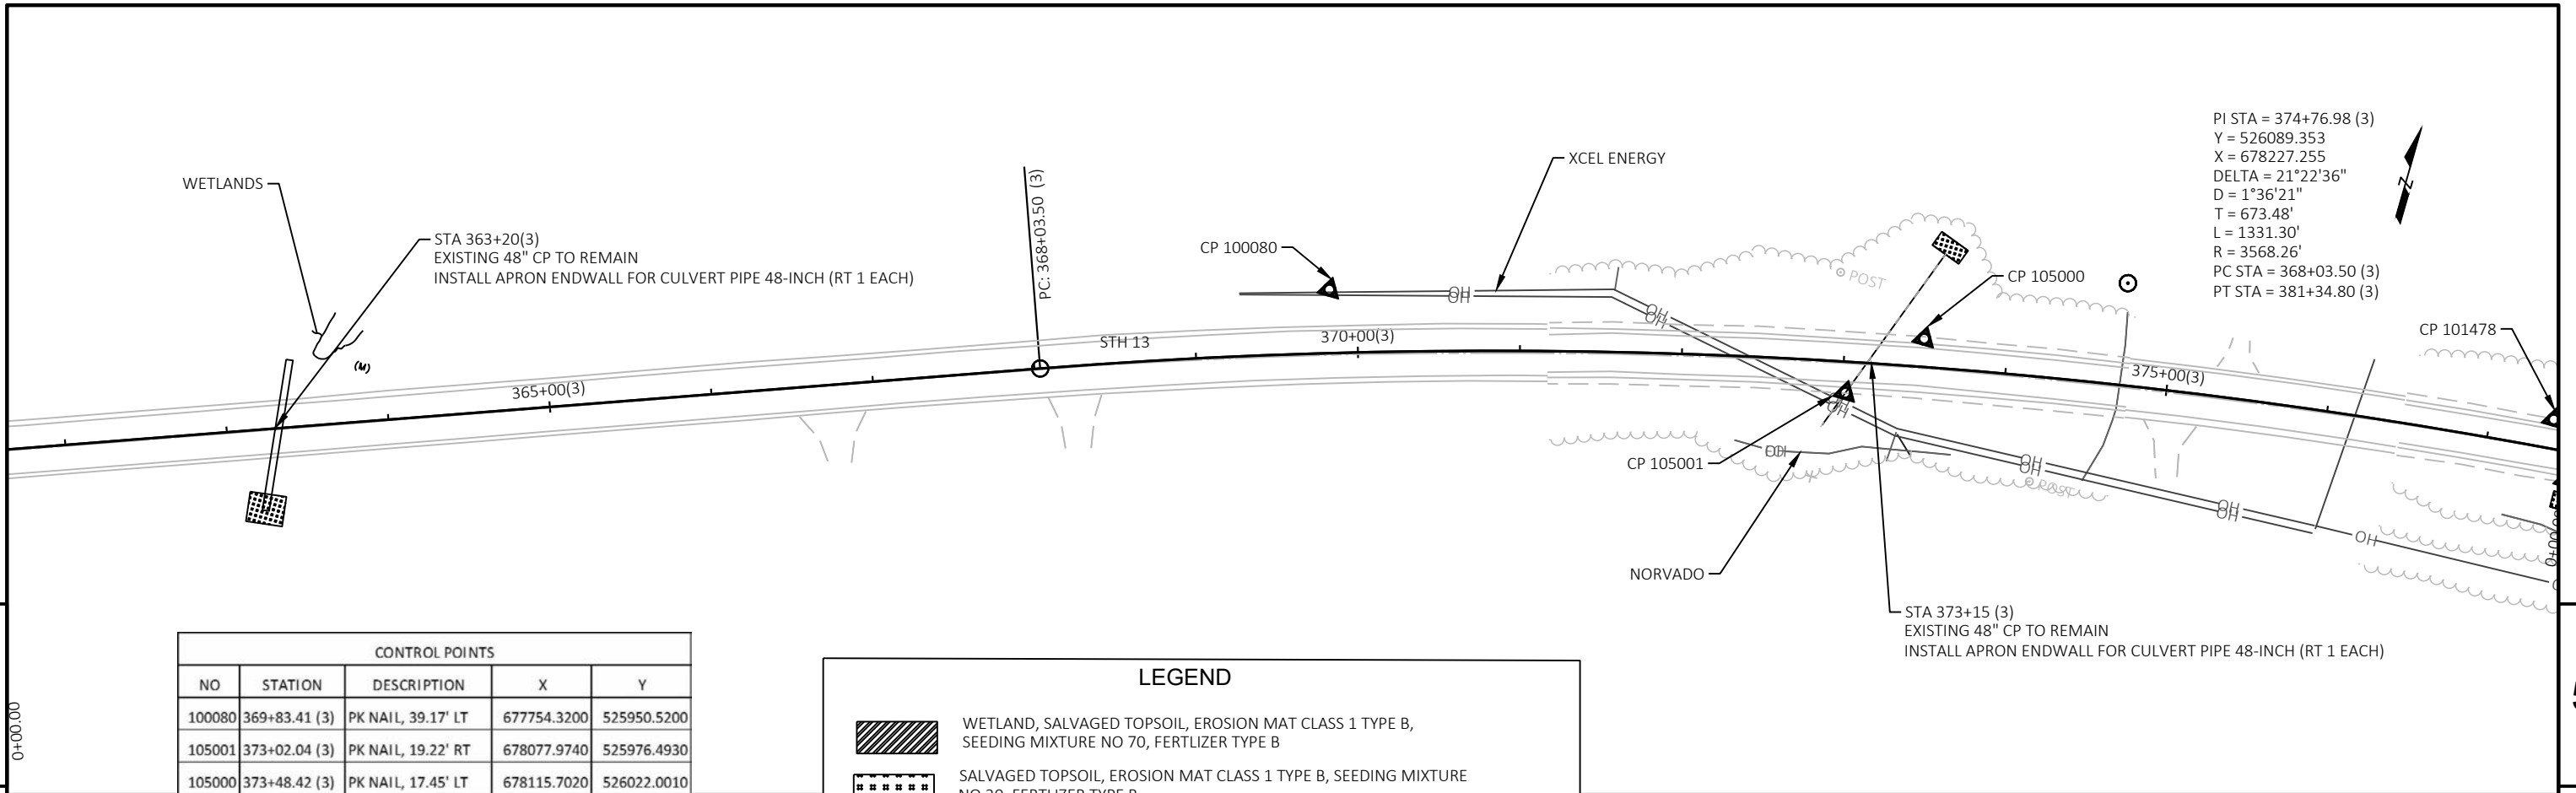 WETLANDS
STA 363+20(3)
EXISTING 48" CP TO REMAIN
INSTALL APRON ENDWALL FOR CULVERT PIPE 48-INCH (RT 1 EACH)
(M)
365+00(3)
PC: 368+03.50 (3)
STH 13
CP 100080
XCEL ENERGY
370+00(3)
OH
OH
OH
OH
POST
CP 105000
PI STA = 374+76.98 (3)
Y = 526089.353
X = 678227.255
DELTA = 21°22'36"
D = 1°36'21"
T = 673.48'
L = 1331.30'
R = 3568.26'
PC STA = 368+03.50 (3)
PT STA = 381+34.80 (3)
N
CP 101478
375+00(3)
OH
OH
CP 105001
OH
OH
OH
POST
OH
OH
OH
NORVADO
STA 373+15 (3)
EXISTING 48" CP TO REMAIN
INSTALL APRON ENDWALL FOR CULVERT PIPE 48-INCH (RT 1 EACH)
0+00.00
CONTROL POINTS
NO STATION DESCRIPTION X Y
100080 369+83.41 (3) PK NAIL, 39.17' LT 677754.3200 525950.5200
105001 373+02.04 (3) PK NAIL, 19.22' RT 678077.9740 525976.4930
105000 373+48.42 (3) PK NAIL, 17.45' LT 678115.7020 526022.0010
LEGEND
WETLAND, SALVAGED TOPSOIL, EROSION MAT CLASS 1 TYPE B,
SEEDING MIXTURE NO 70, FERTLIZER TYPE B
SALVAGED TOPSOIL, EROSION MAT CLASS 1 TYPE B, SEEDING MIXTURE